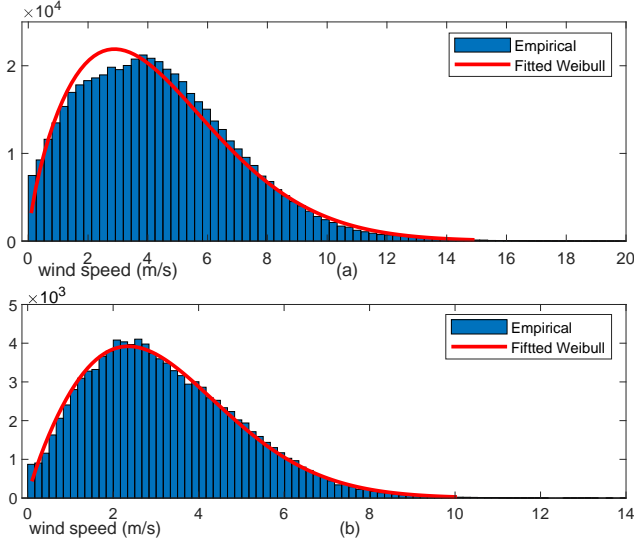 ×10⁴
2
1
0
Empirical
Fitted Weibull
0 2 4 6 8 10 12 14 16 18 20
wind speed (m/s) (a)
×10³
5
4
3
2
1
0
Empirical
Fiftted Weibull
0 2 4 6 8 10 12 14
wind speed (m/s) (b)